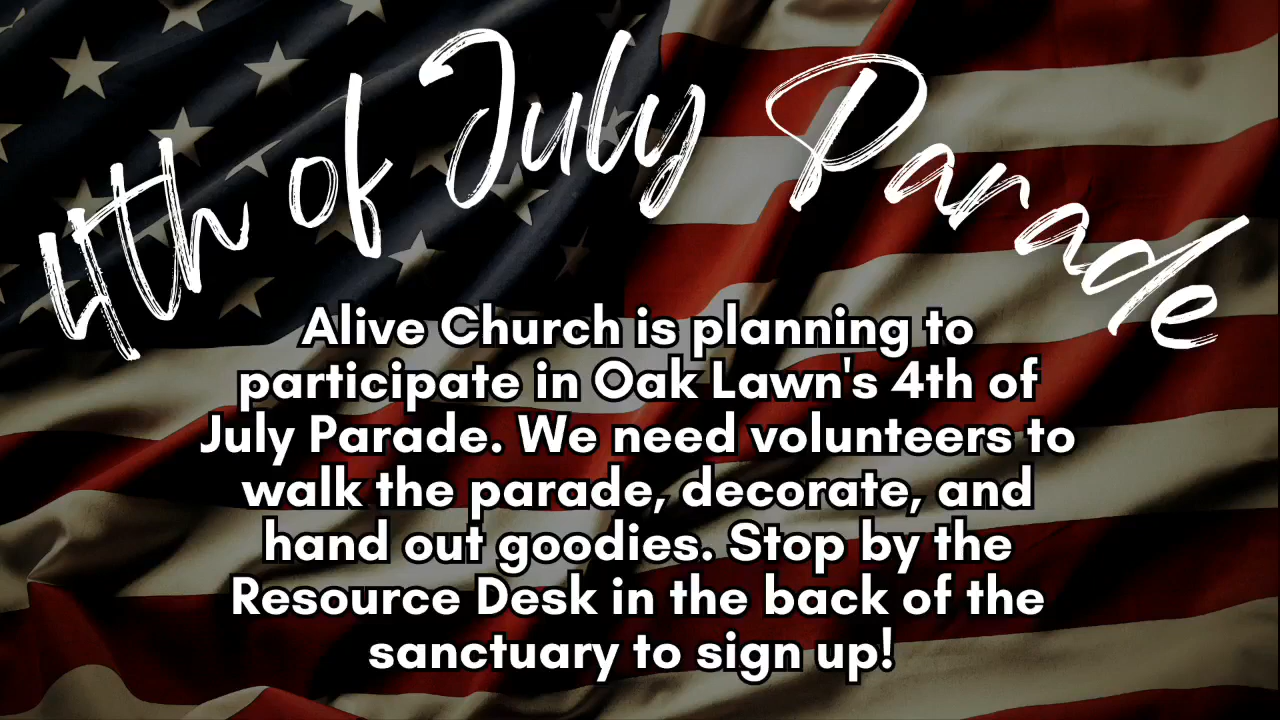 4th of July Parade
Alive Church is planning to
participate in Oak Lawn's 4th of
July Parade. We need volunteers to
walk the parade, decorate, and
hand out goodies. Stop by the
Resource Desk in the back of the
sanctuary to sign up!